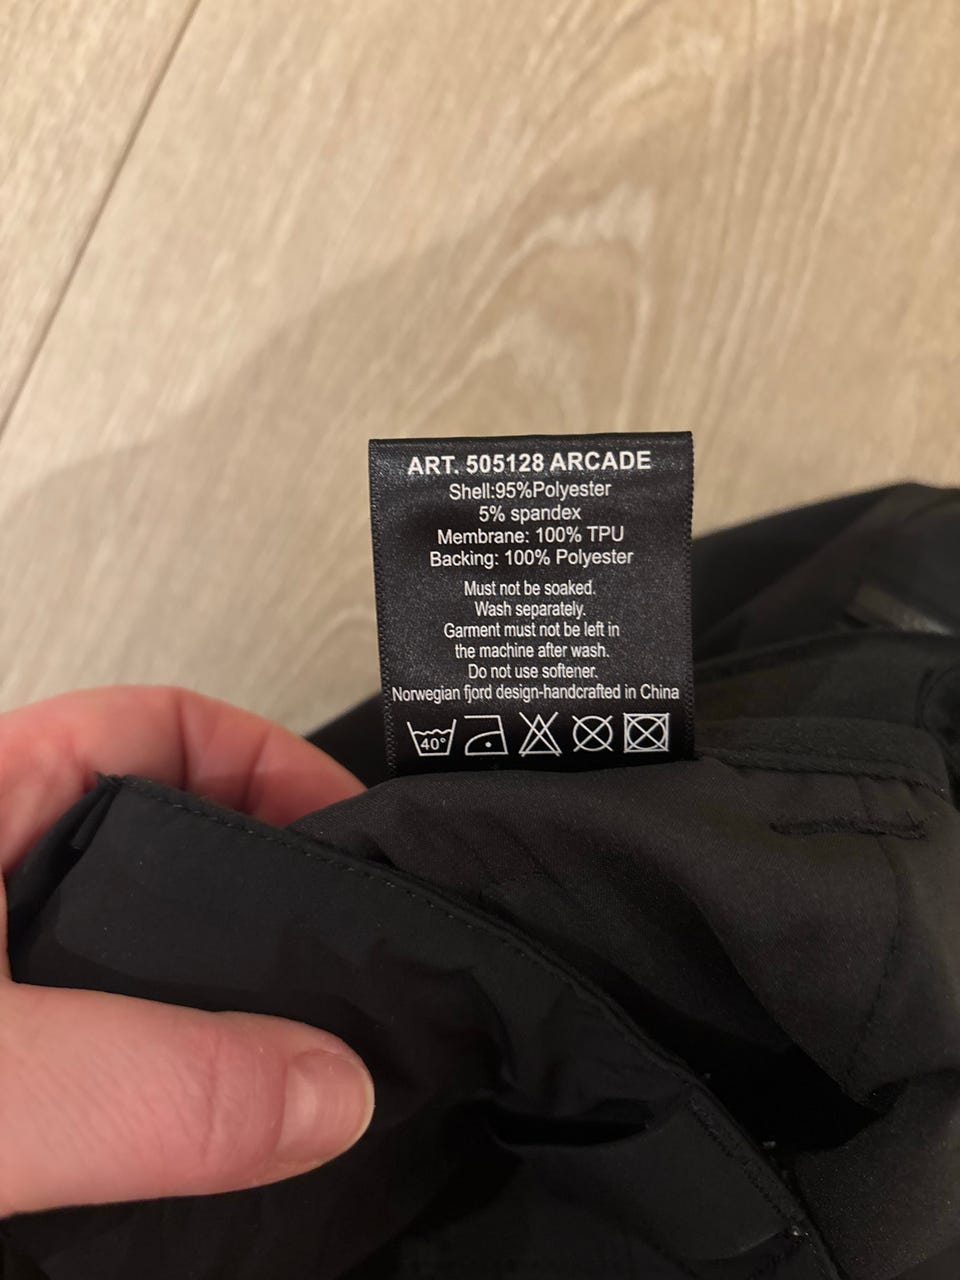 ART. 505128 ARCADE
Shell:95%Polyester
5% spandex
Membrane: 100% TPU
Backing: 100% Polyester
Must not be soaked.
Wash separately.
Garment must not be left in
the machine after wash.
Do not use softener.
Norwegian fjord design-handcrafted in China
40°